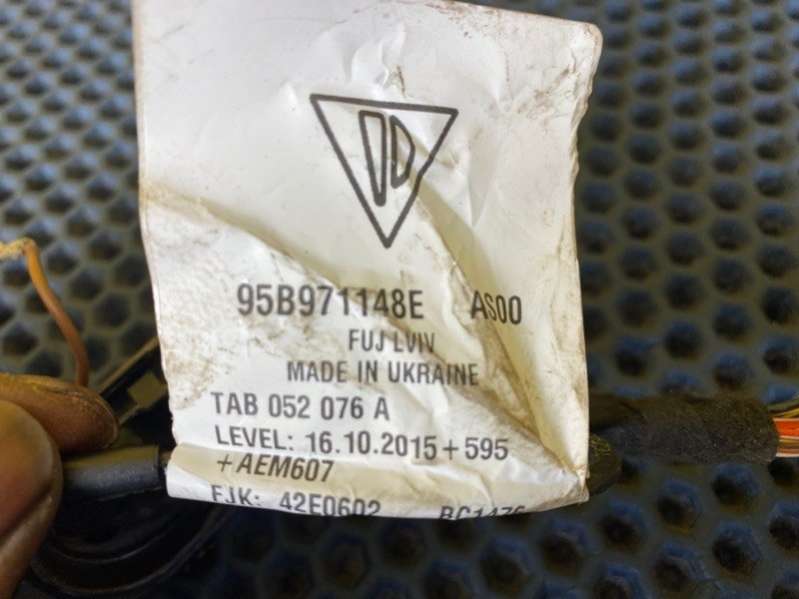 95B971148E AS00
FUJ LVIV
MADE IN UKRAINE
TAB 052 076 A
LEVEL: 16.10.2015+595
+AEM607
FJK: 42E0602